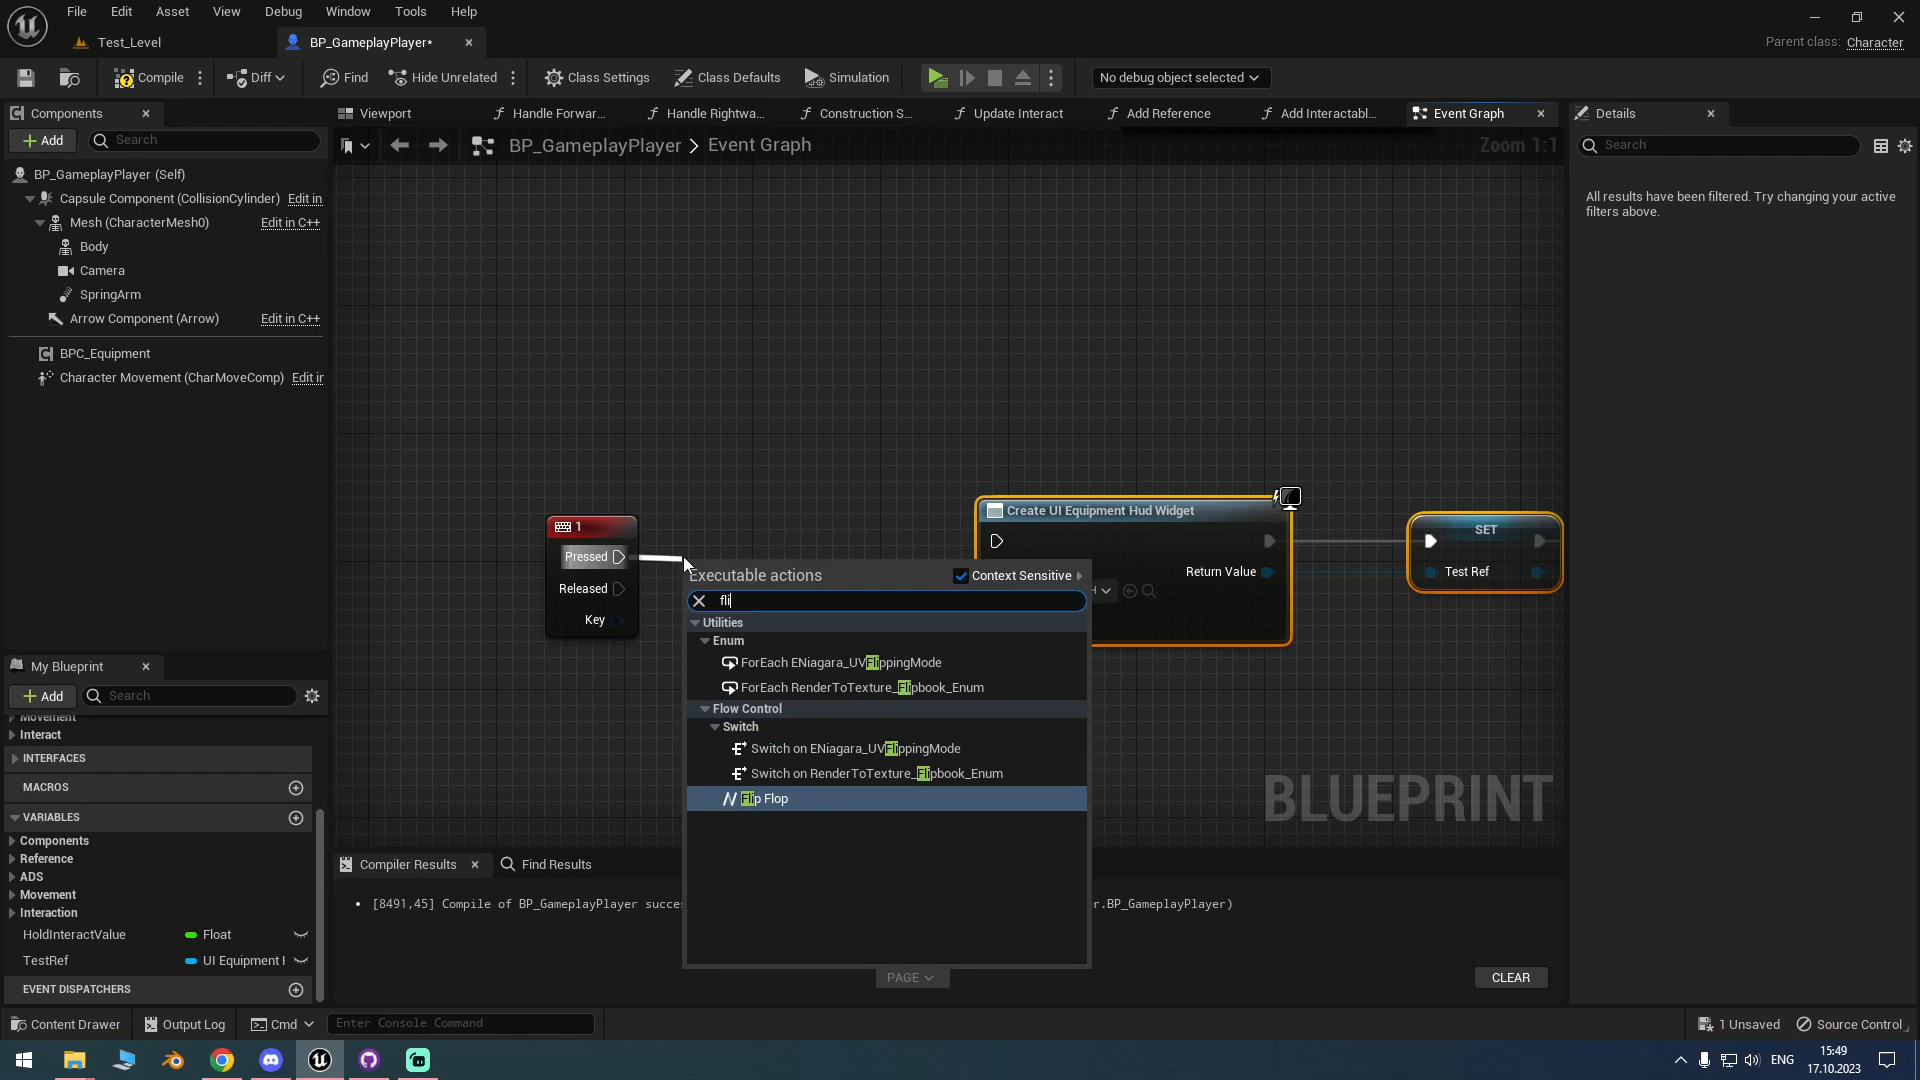 File Edit Asset View Debug Window Tools Help
Test_Level
BP_GameplayPlayer*
Parent class: Character
Compile
Diff
Find
Hide Unrelated
Class Settings
Class Defaults
Simulation
No debug object selected
Components
Add
Search
BP_GameplayPlayer (Self)
Capsule Component (CollisionCylinder) Edit in
Mesh (CharacterMesh0) Edit in C++
Body
Camera
SpringArm
Arrow Component (Arrow) Edit in C++
BPC_Equipment
Character Movement (CharMoveComp) Edit in
My Blueprint
Add
Search
Movement
Interact
INTERFACES
MACROS
VARIABLES
Components
Reference
ADS
Movement
Interaction
HoldInteractValue Float
TestRef UI Equipment
EVENT DISPATCHERS
Viewport
Handle Forwar...
Handle Rightwa...
Construction S...
Update Interact
Add Reference
Add Interactabl...
Event Graph
BP_GameplayPlayer > Event Graph
Zoom 1:1
1
Pressed
Released
Key
Create UI Equipment Hud Widget
Return Value
SET
Test Ref
Executable actions
Context Sensitive
fli
Utilities
Enum
ForEach ENiagara_UVFlippingMode
ForEach RenderToTexture_Flipbook_Enum
Flow Control
Switch
Switch on ENiagara_UVFlippingMode
Switch on RenderToTexture_Flipbook_Enum
Flip Flop
PAGE
BLUEPRINT
Compiler Results
Find Results
[8491,45] Compile of BP_GameplayPlayer r.BP_GameplayPlayer)
CLEAR
Details
Search
All results have been filtered. Try changing your active
filters above.
Content Drawer
Output Log
Cmd
Enter Console Command
1 Unsaved
Source Control
ENG
15:49
17.10.2023